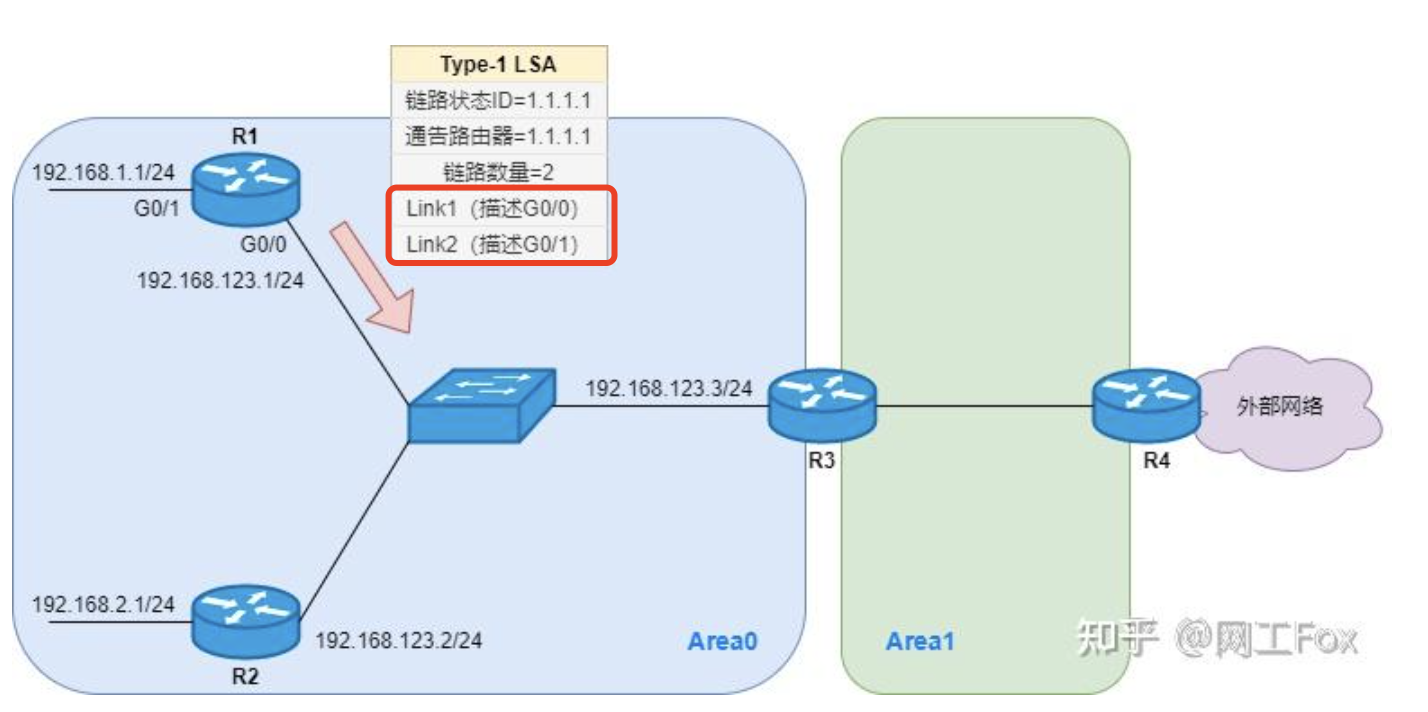 Type-1 LSA
链路状态ID=1.1.1.1
通告路由器=1.1.1.1
链路数量=2
Link1（描述G0/0）
Link2（描述G0/1）
R1
192.168.1.1/24
G0/1
G0/0
192.168.123.1/24
192.168.123.3/24
R3
R4
外部网络
192.168.2.1/24
192.168.123.2/24
R2
Area0
Area1
知乎 @网工Fox